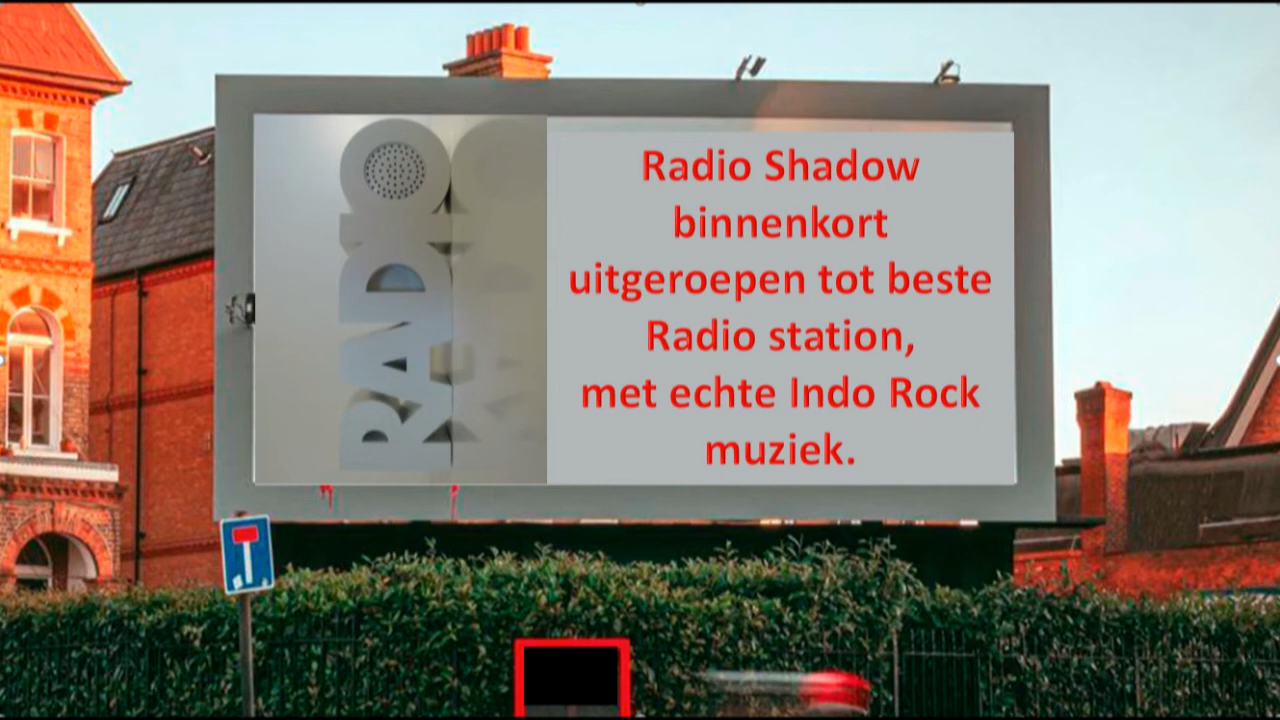 RADIO
Radio Shadow
binnenkort
uitgeroepen tot beste
Radio station,
met echte Indo Rock
muziek.